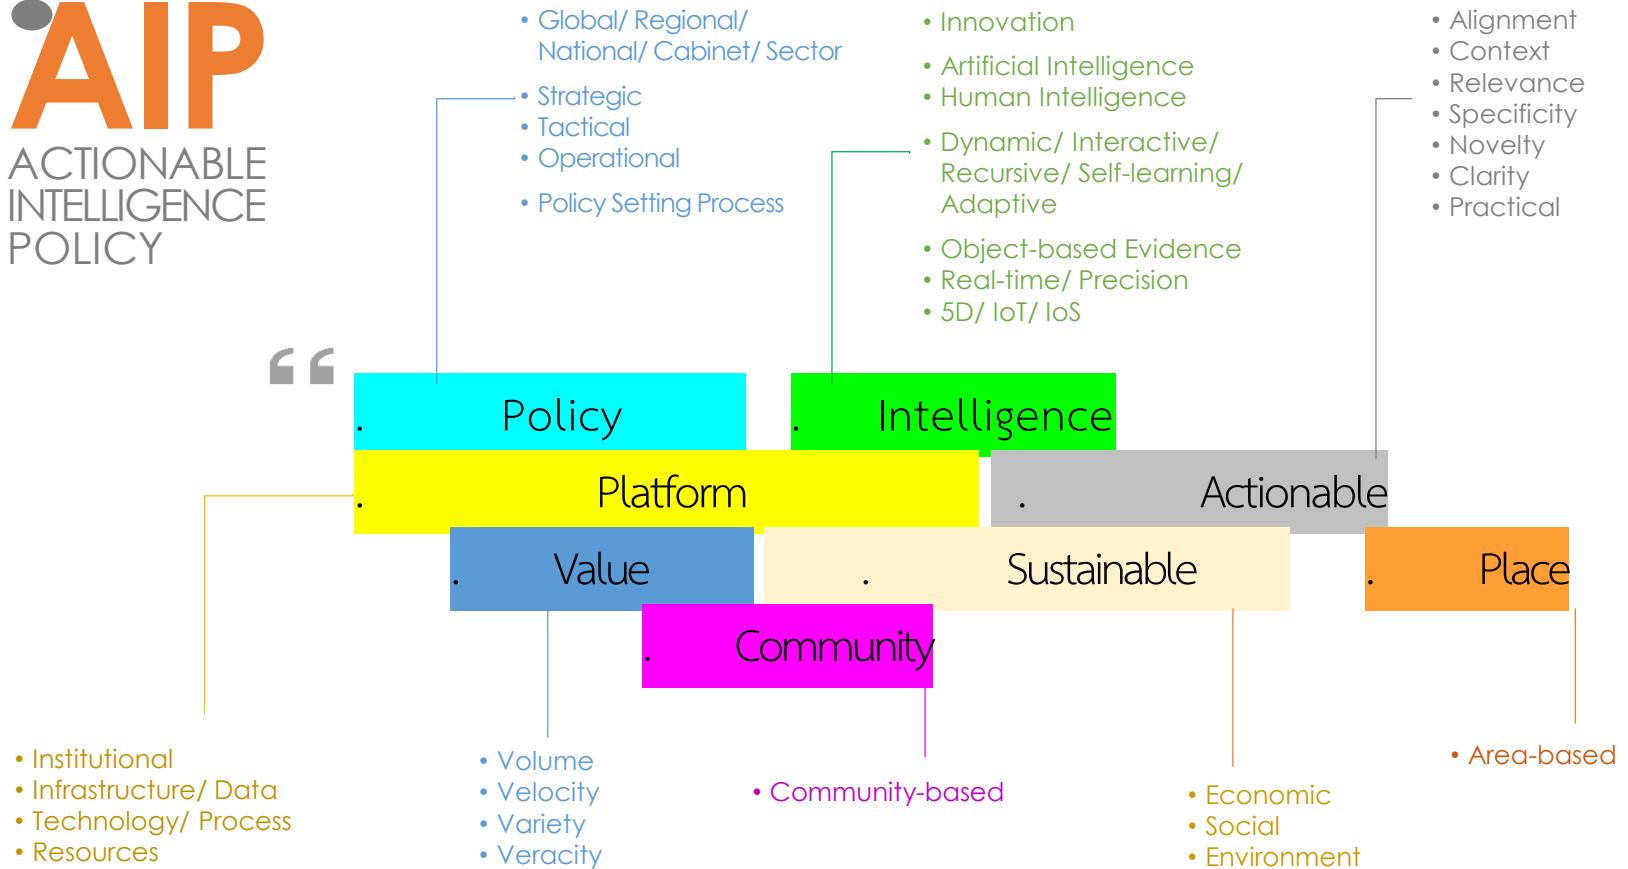 AIP
ACTIONABLE
INTELLIGENCE
POLICY
• Global/ Regional/
National/ Cabinet/ Sector
• Strategic
• Tactical
• Operational
• Policy Setting Process
• Innovation
• Artificial Intelligence
• Human Intelligence
• Dynamic/ Interactive/
Recursive/ Self-learning/
Adaptive
• Object-based Evidence
• Real-time/ Precision
• 5D/ IoT/ IoS
• Alignment
• Context
• Relevance
• Specificity
• Novelty
• Clarity
• Practical
“
. Policy . Intelligence
. Platform . Actionable
. Value . Sustainable . Place
. Community
• Institutional
• Infrastructure/ Data
• Technology/ Process
• Resources
• Volume
• Velocity
• Variety
• Veracity
• Community-based
• Economic
• Social
• Environment
• Area-based